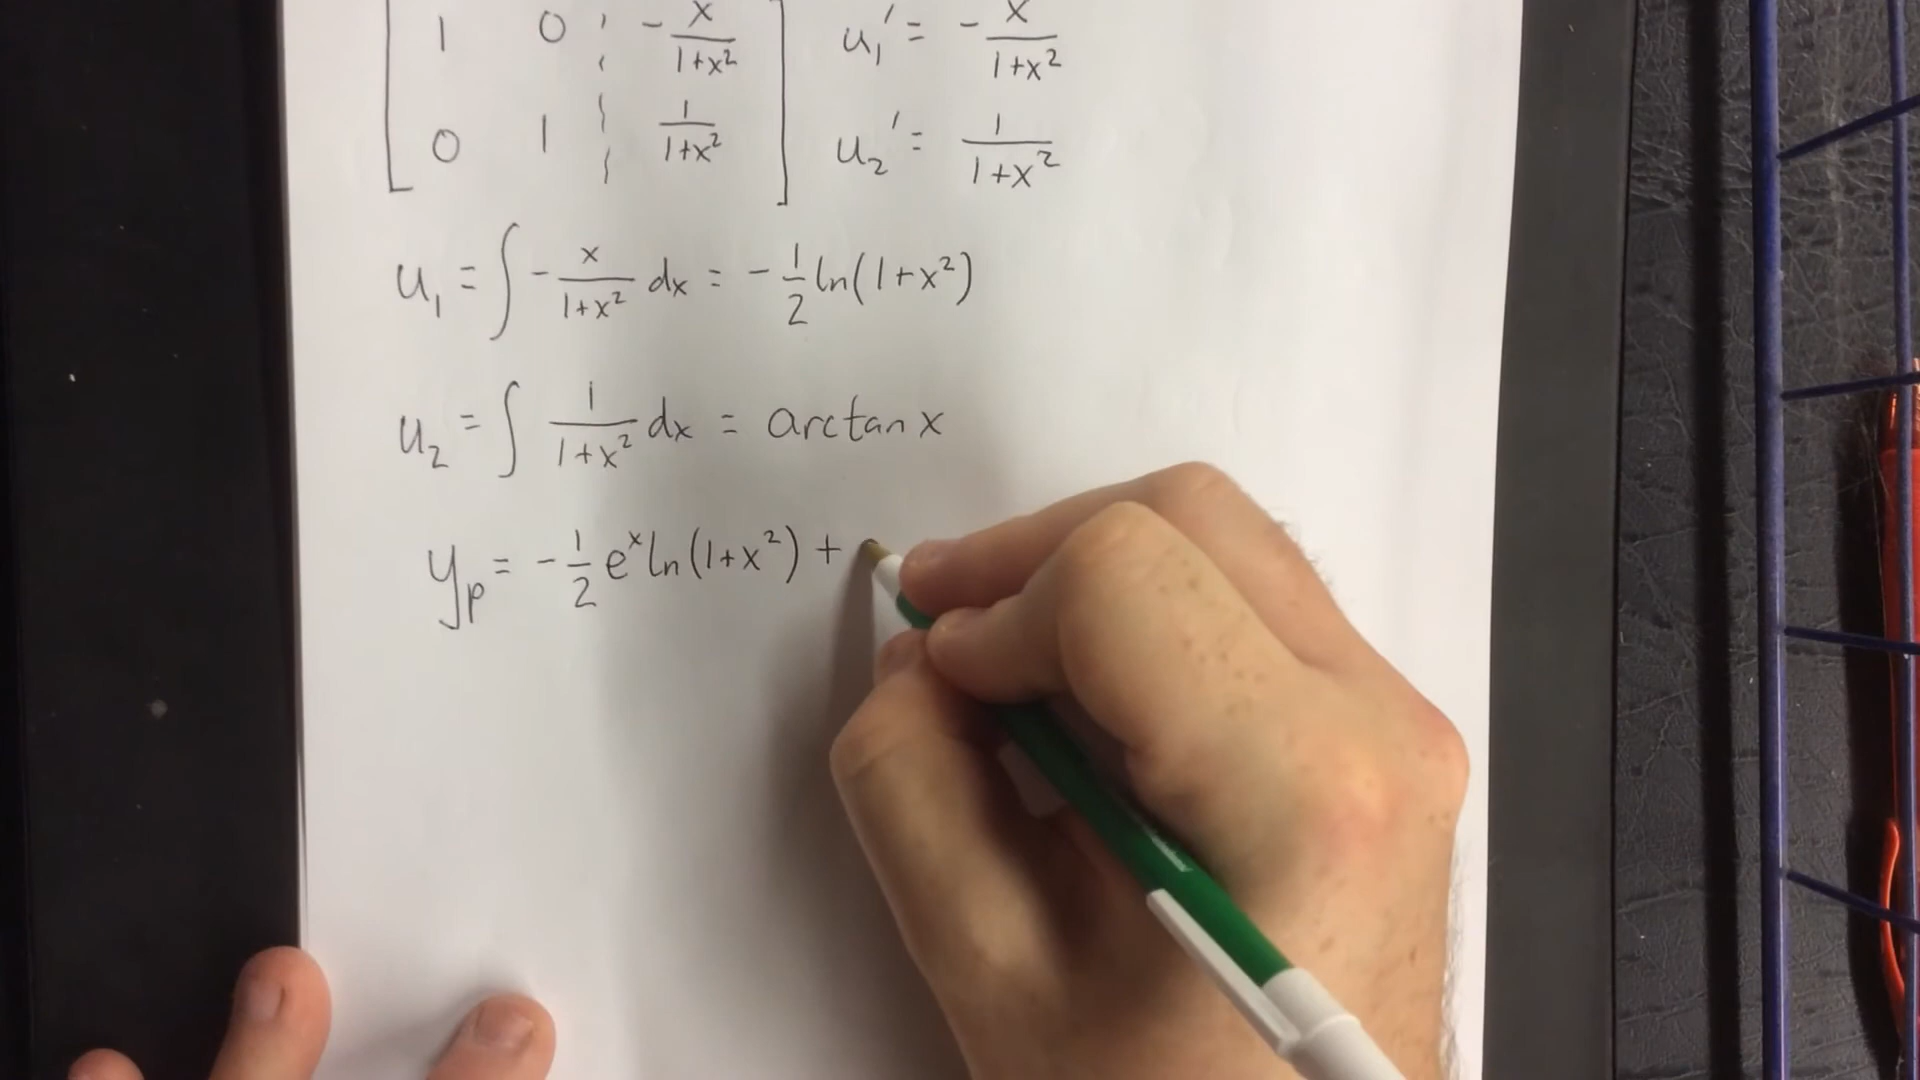 1 0 ¦ -x/(1+x²) u₁' = -x/(1+x²)
0 1 ¦ 1/(1+x²) u₂' = 1/(1+x²)
u₁ = ∫ -x/(1+x²) dx = -1/2 ln(1+x²)
u₂ = ∫ 1/(1+x²) dx = arctan x
yₚ = -1/2 eˣ ln(1+x²) +